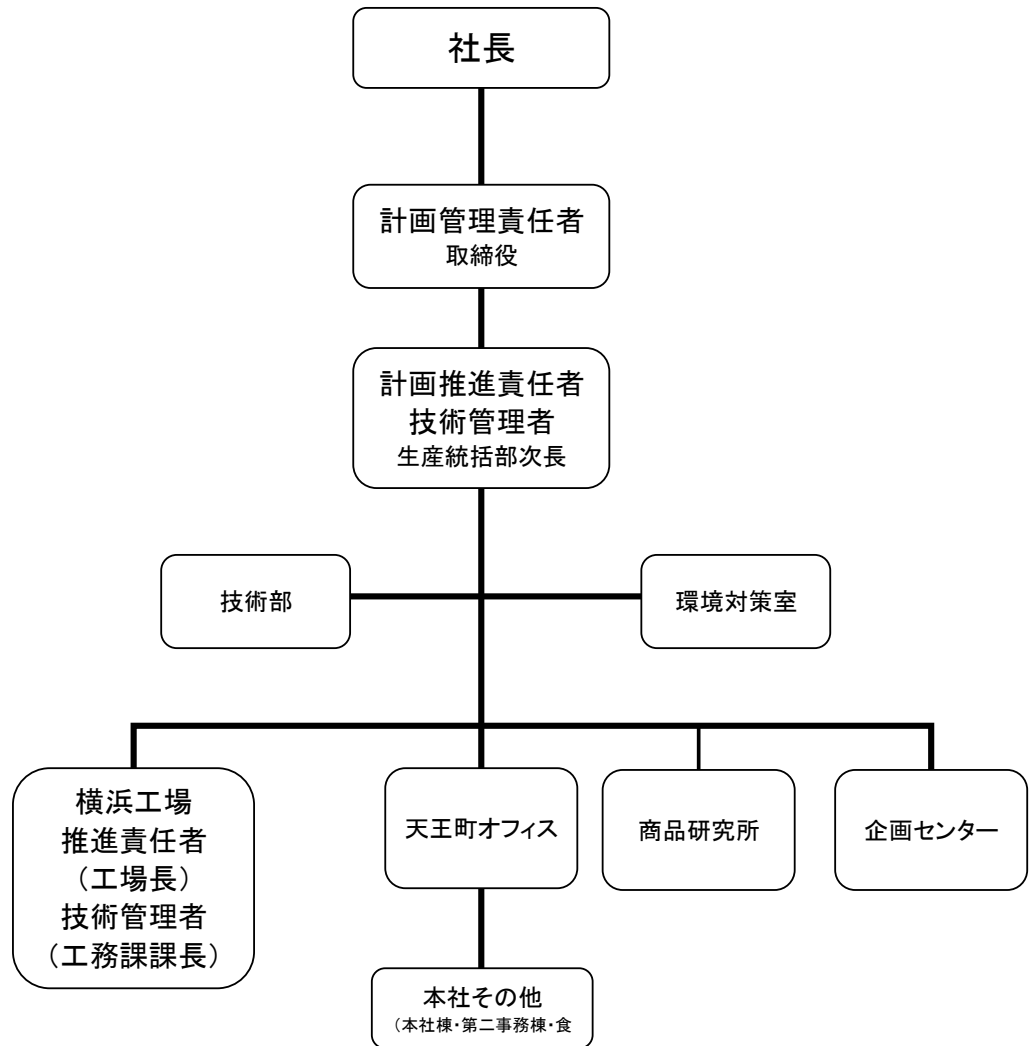 社長
計画管理責任者
取締役
計画推進責任者
技術管理者
生産統括部次長
技術部
環境対策室
横浜工場
推進責任者
（工場長）
技術管理者
（工務課課長）
天王町オフィス
商品研究所
企画センター
本社その他
（本社棟・第二事務棟・食